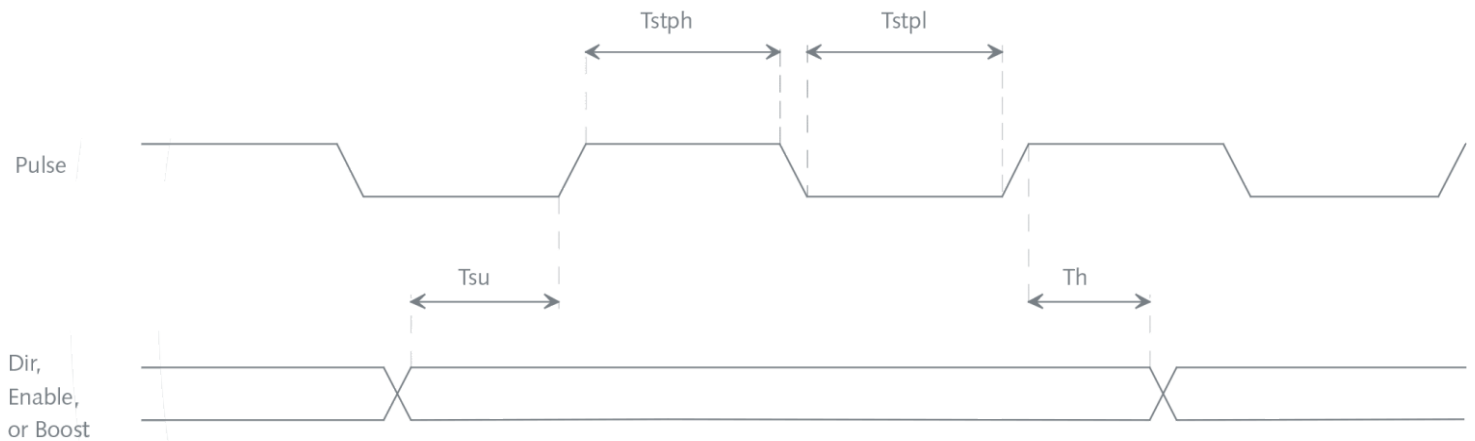 Tstph
Tstpl
Pulse
Tsu
Th
Dir,
Enable,
or Boost